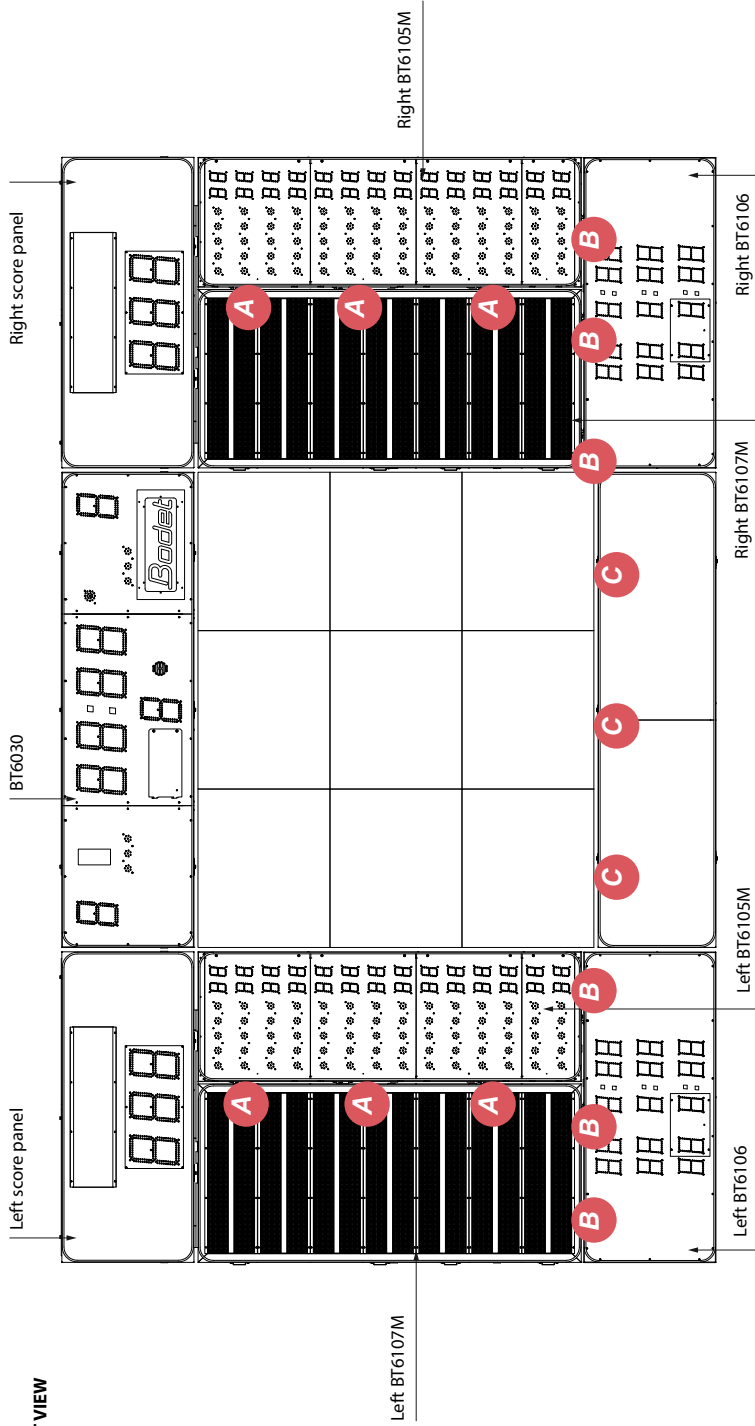 VIEW
Left score panel
BT6030
Right score panel
Bodet
A
A
A
A
A
A
Left BT6107M
Right BT6105M
B
B
B
C
C
C
B
B
B
Left BT6106
Left BT6105M
Right BT6107M
Right BT6106